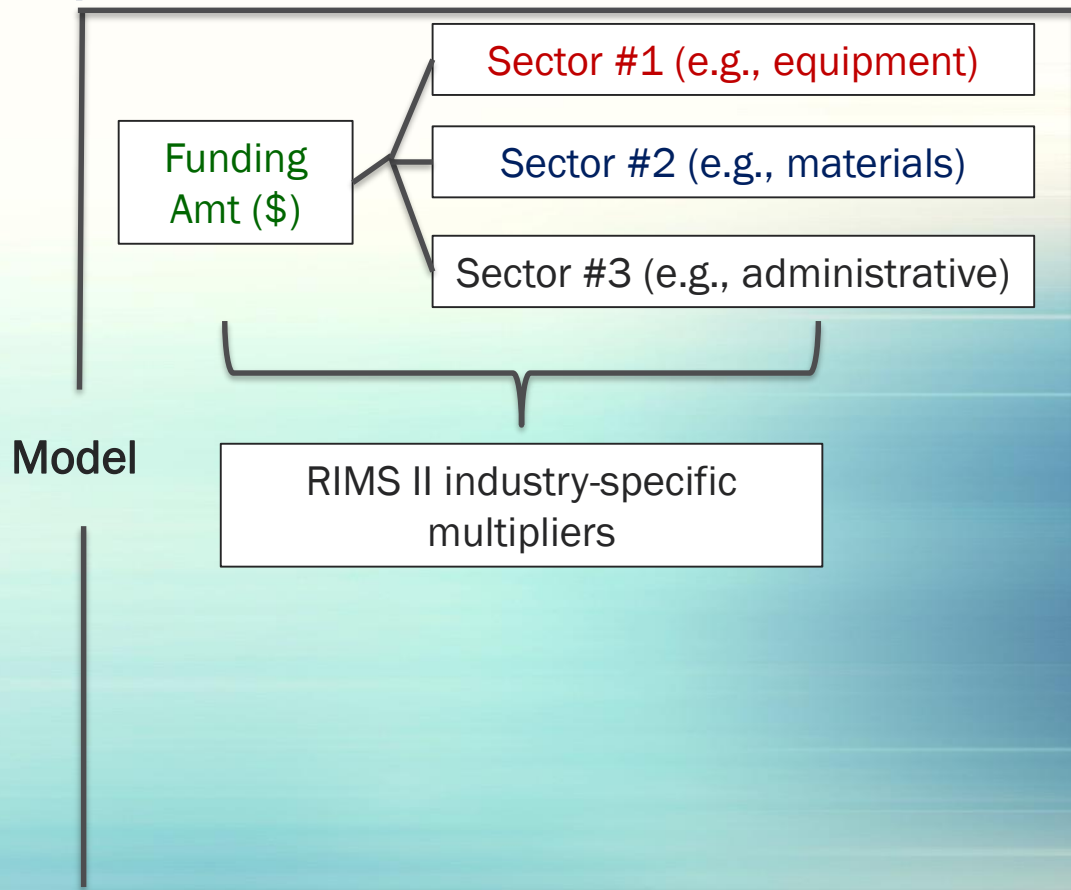 Sector #1 (e.g., equipment)
Funding
Amt ($)
Sector #2 (e.g., materials)
Sector #3 (e.g., administrative)
Model
RIMS II industry-specific
multipliers